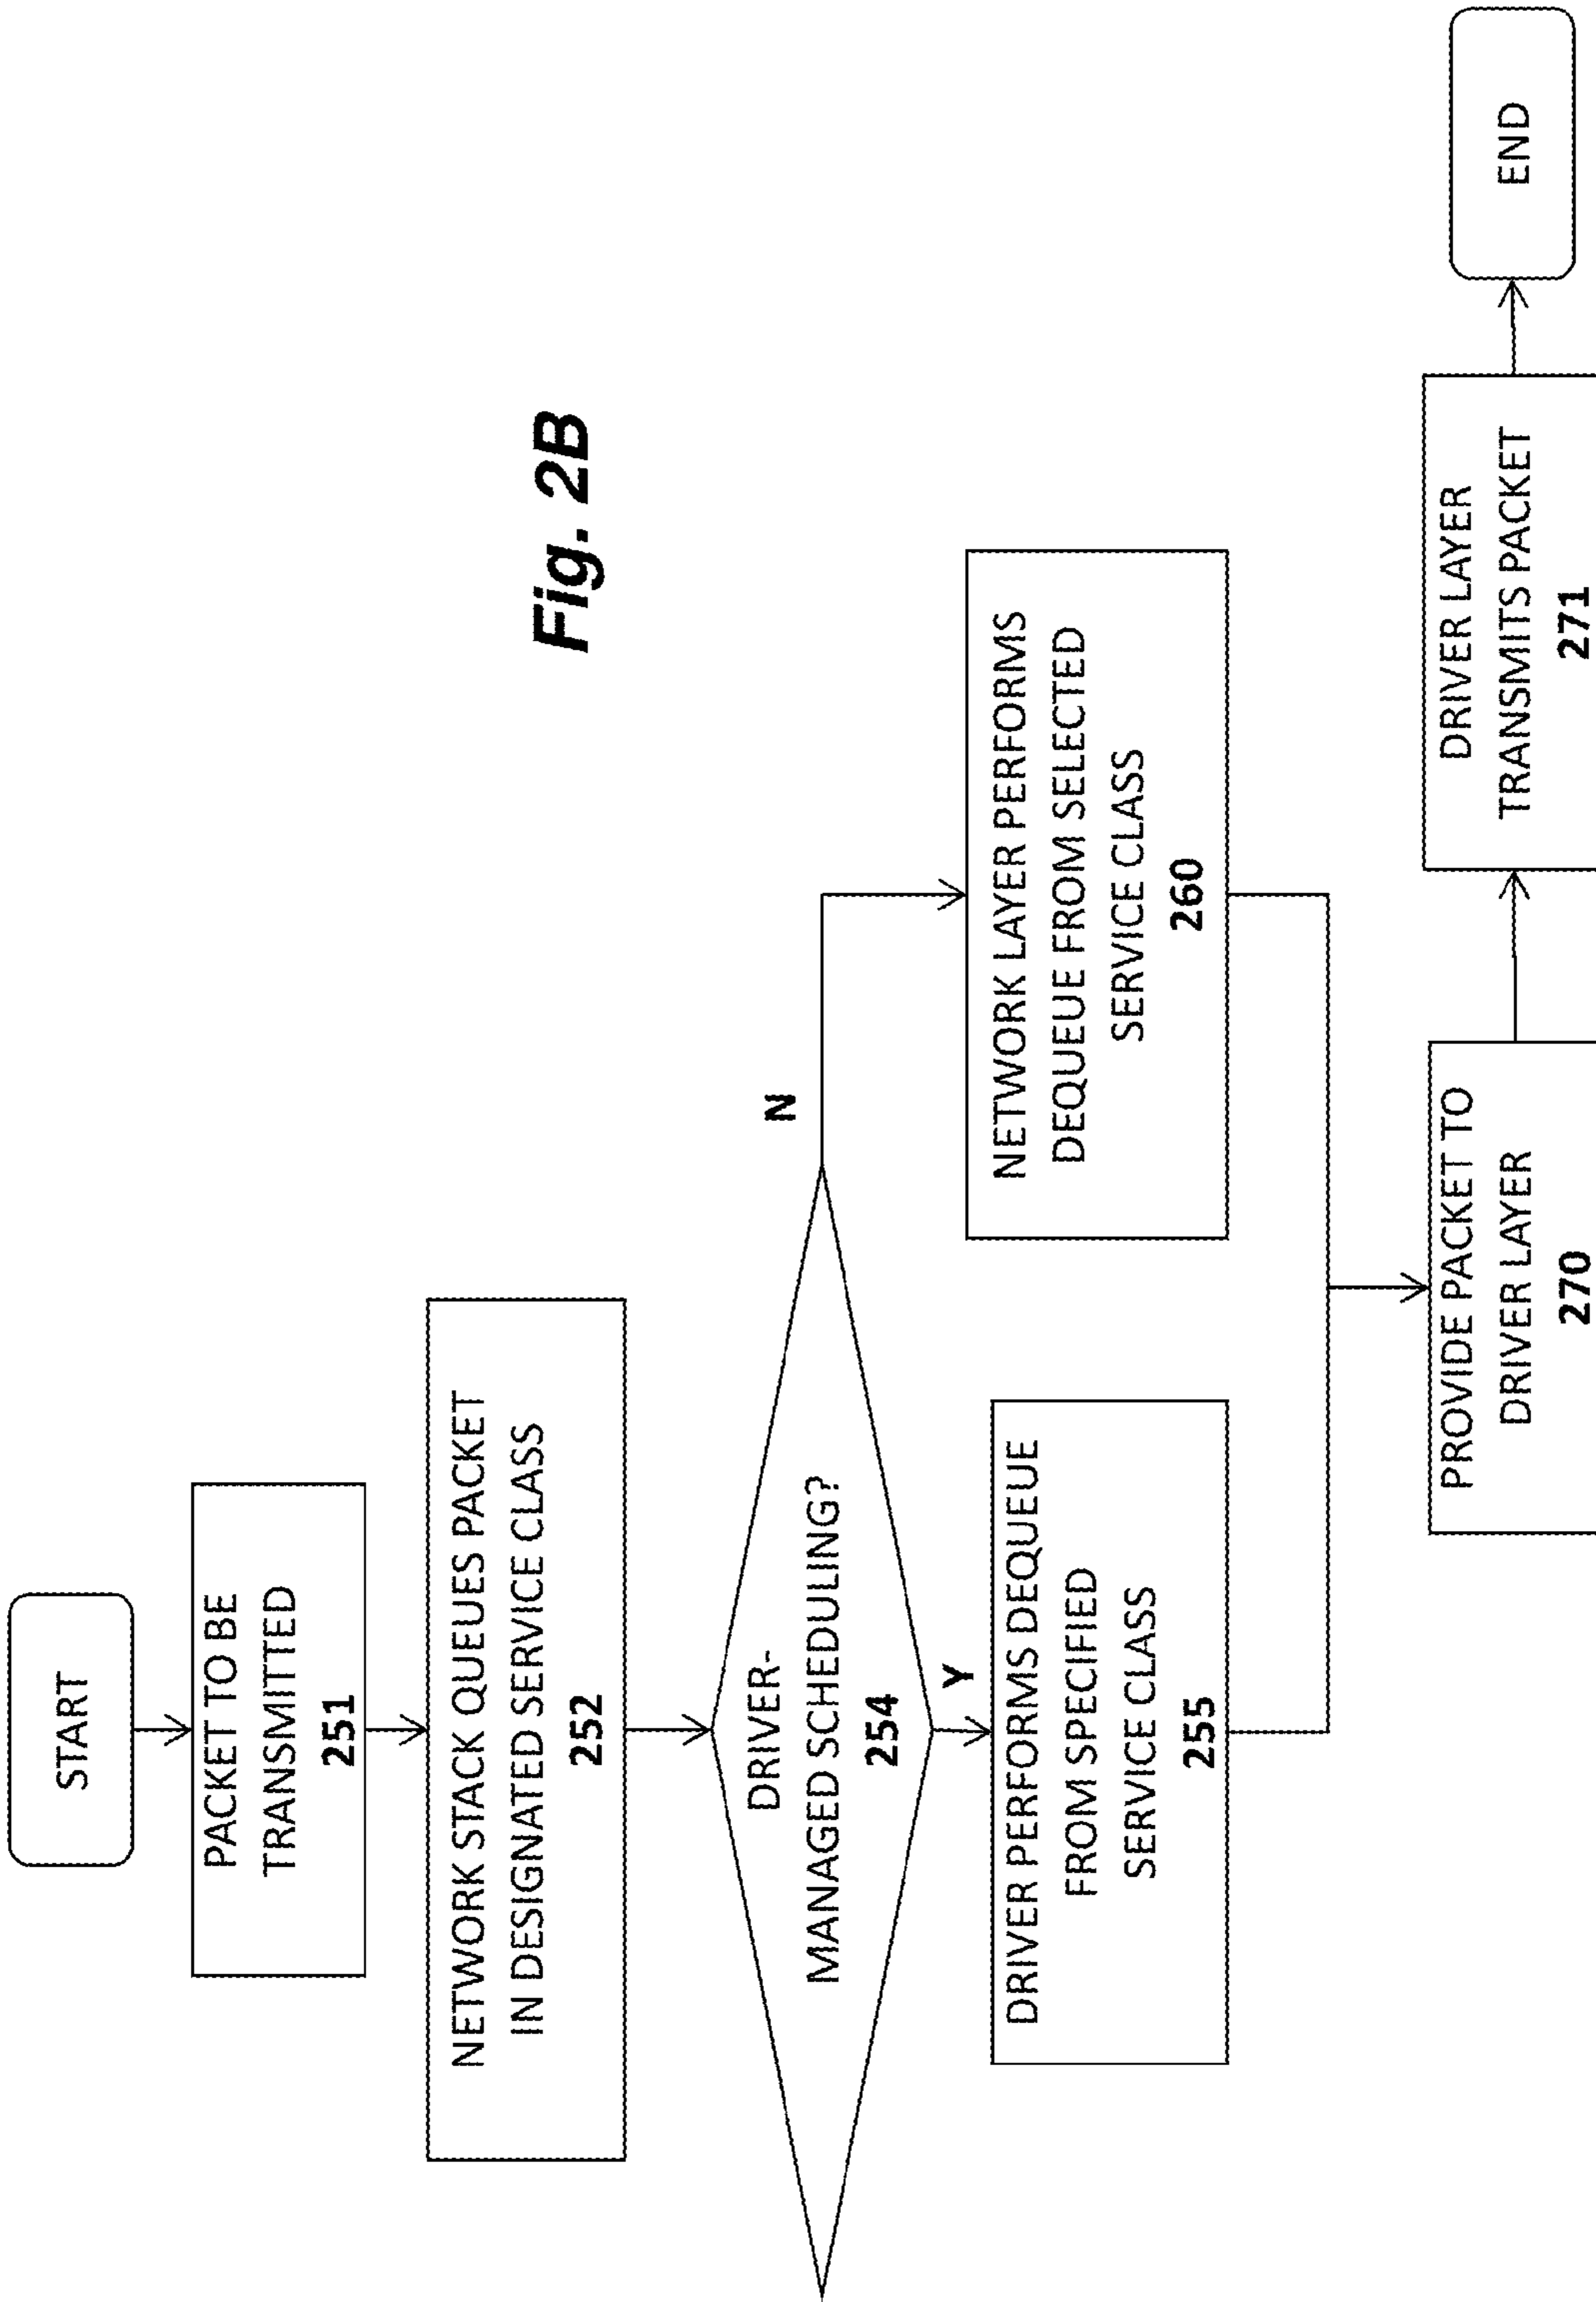 START
PACKET TO BE
TRANSMITTED
251
NETWORK STACK QUEUES PACKET
IN DESIGNATED SERVICE CLASS
252
DRIVER-
MANAGED SCHEDULING?
254
Y
N
DRIVER PERFORMS DEQUEUE
FROM SPECIFIED
SERVICE CLASS
255
NETWORK LAYER PERFORMS
DEQUEUE FROM SELECTED
SERVICE CLASS
260
PROVIDE PACKET TO
DRIVER LAYER
270
DRIVER LAYER
TRANSMITS PACKET
271
END
Fig. 2B